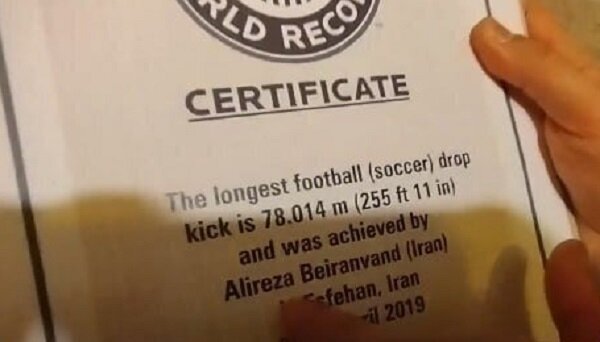 RLD RECO
CERTIFICATE
The longest football (soccer) drop
kick is 78.014 m (255 ft 11 in)
and was achieved by
Alireza Beiranvand (Iran)
Iran
2019